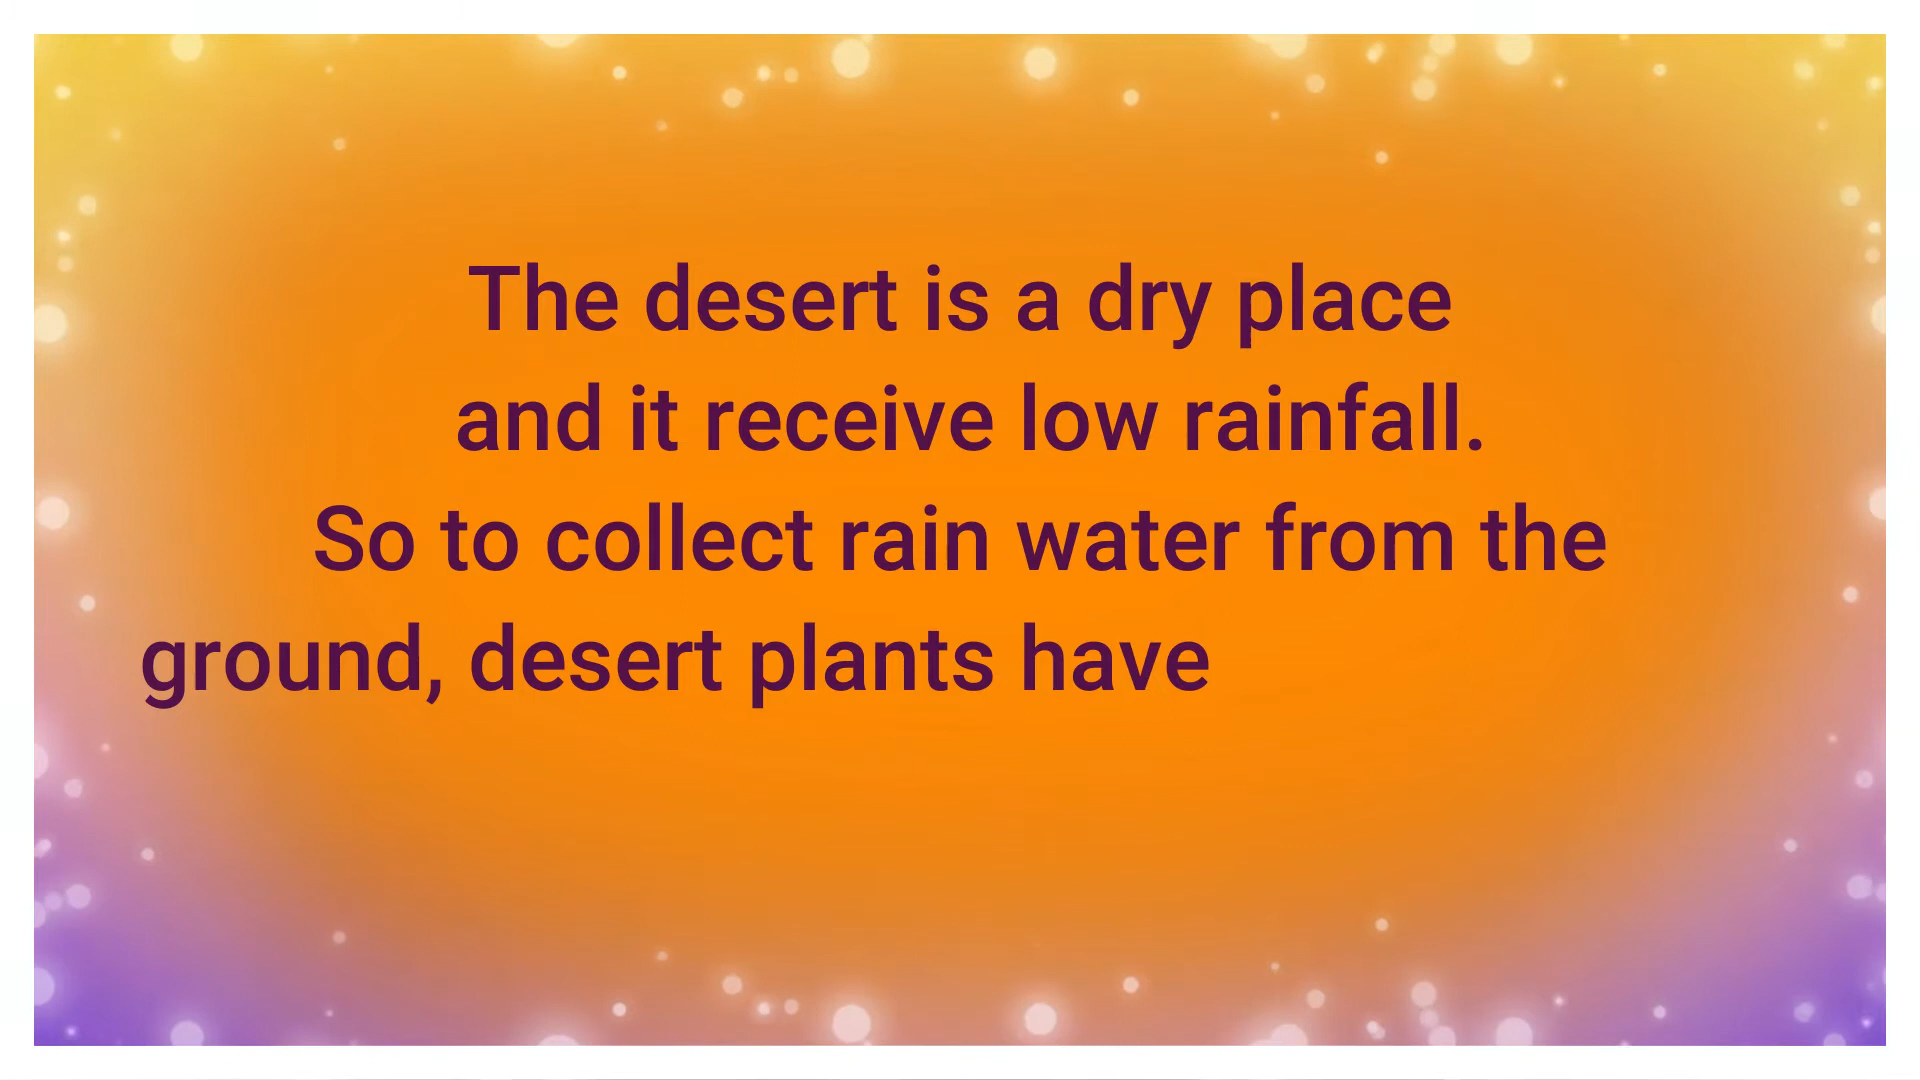 The desert is a dry place
and it receive low rainfall.
So to collect rain water from the
ground, desert plants have